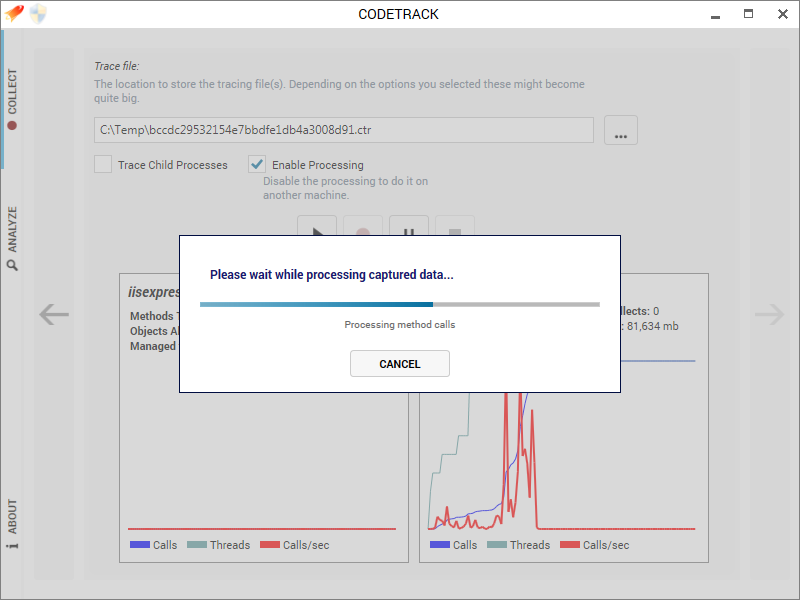 CODETRACK
COLLECT
ANALYZE
ABOUT
Trace file:
The location to store the tracing file(s). Depending on the options you selected these might become
quite big.
C:\Temp\bccdc29532154e7bbdfe1db4a3008d91.ctr
...
Trace Child Processes
Enable Processing
Disable the processing to do it on
another machine.
Please wait while processing captured data...
Processing method calls
CANCEL
Methods
Objects
Managed
Calls Threads Calls/sec
: 0
: 81,634 mb
Calls Threads Calls/sec